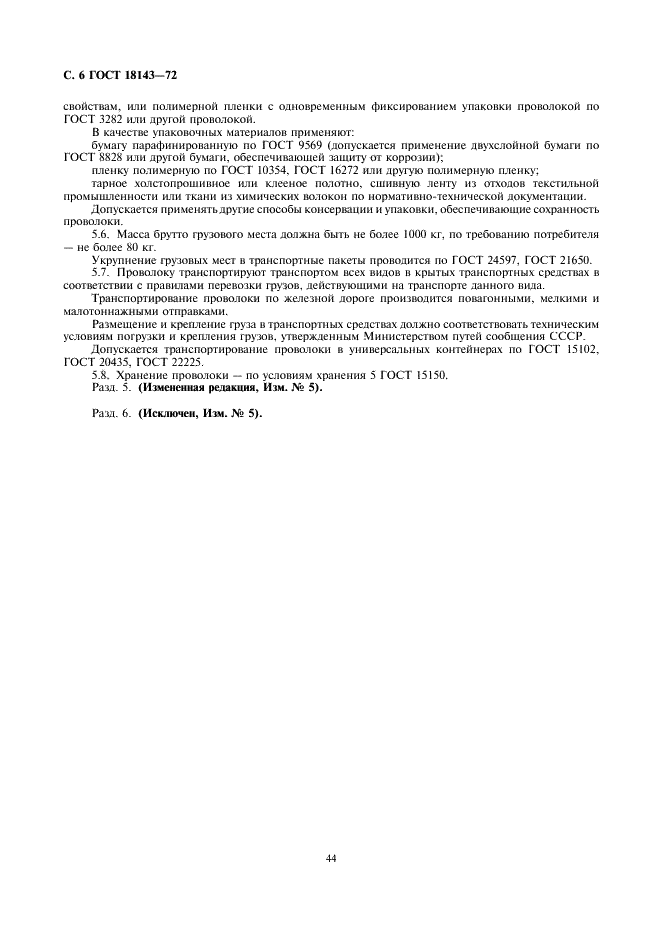 С. 6 ГОСТ 18143—72
свойствам, или полимерной пленки с одновременным фиксированием упаковки проволокой по
ГОСТ 3282 или другой проволокой.
В качестве упаковочных материалов применяют:
бумагу парафинированную по ГОСТ 9569 (допускается применение двухслойной бумаги по
ГОСТ 8828 или другой бумаги, обеспечивающей защиту от коррозии);
пленку полимерную по ГОСТ 10354, ГОСТ 16272 или другую полимерную пленку;
тарное холстопрошивное или клееное полотно, сшивную ленту из отходов текстильной
промышленности или ткани из химических волокон по нормативно-технической документации.
Допускается применять другие способы консервации и упаковки, обеспечивающие сохранность
проволоки.
5.6. Масса брутто грузового места должна быть не более 1000 кг, по требованию потребителя
— не более 80 кг.
Укрупнение грузовых мест в транспортные пакеты проводится по ГОСТ 24597, ГОСТ 21650.
5.7. Проволоку транспортируют транспортом всех видов в крытых транспортных средствах в
соответствии с правилами перевозки грузов, действующими на транспорте данного вида.
Транспортирование проволоки по железной дороге производится повагонными, мелкими и
малотоннажными отправками.
Размещение и крепление груза в транспортных средствах должно соответствовать техническим
условиям погрузки и крепления грузов, утвержденным Министерством путей сообщения СССР.
Допускается транспортирование проволоки в универсальных контейнерах по ГОСТ 15102,
ГОСТ 20435, ГОСТ 22225.
5.8. Хранение проволоки — по условиям хранения 5 ГОСТ 15150.
Разд. 5. (Измененная редакция, Изм. № 5).
Разд. 6. (Исключен, Изм. № 5).
44